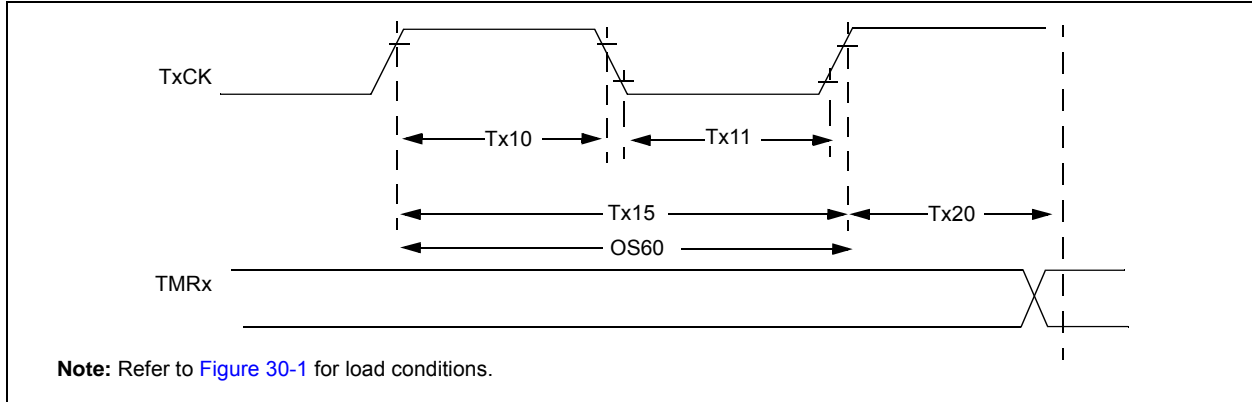 TxCK
Tx10
Tx11
Tx15
Tx20
OS60
TMRx
Note: Refer to Figure 30-1 for load conditions.